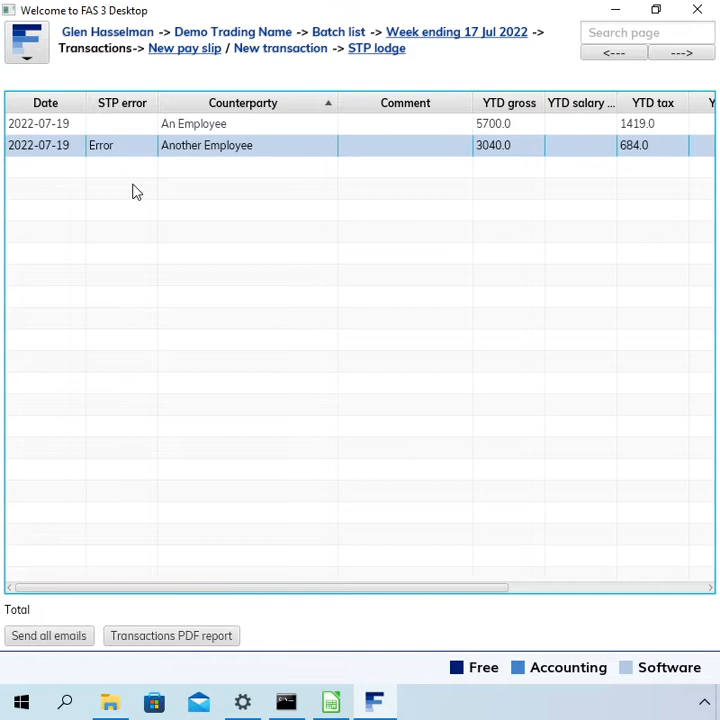 Welcome to FAS 3 Desktop
Glen Hasselman -> Demo Trading Name -> Batch list -> Week ending 17 Jul 2022 ->
Transactions-> New pay slip / New transaction -> STP lodge
Search page
<--- --->
Date STP error Counterparty Comment YTD gross YTD salary ... YTD tax Y
2022-07-19 An Employee 5700.0 1419.0
2022-07-19 Error Another Employee 3040.0 684.0
Total
Send all emails Transactions PDF report
Free Accounting Software